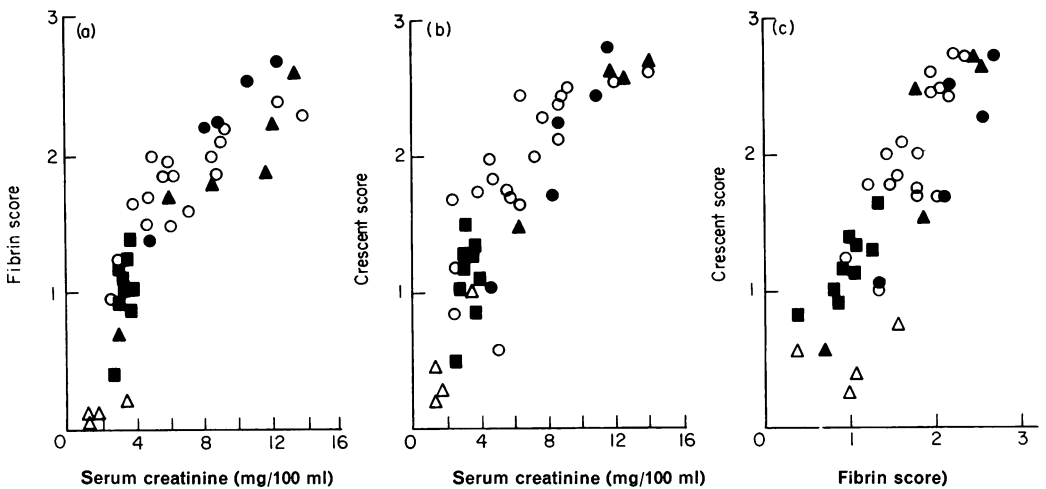 (a)
3
2
1
0
4
8
12
16
Fibrin score
Serum creatinine (mg/100 ml)
(b)
3
2
1
0
4
8
12
16
Crescent score
Serum creatinine (mg/100 ml)
(c)
3
2
1
0
1
2
3
Crescent score
Fibrin score)